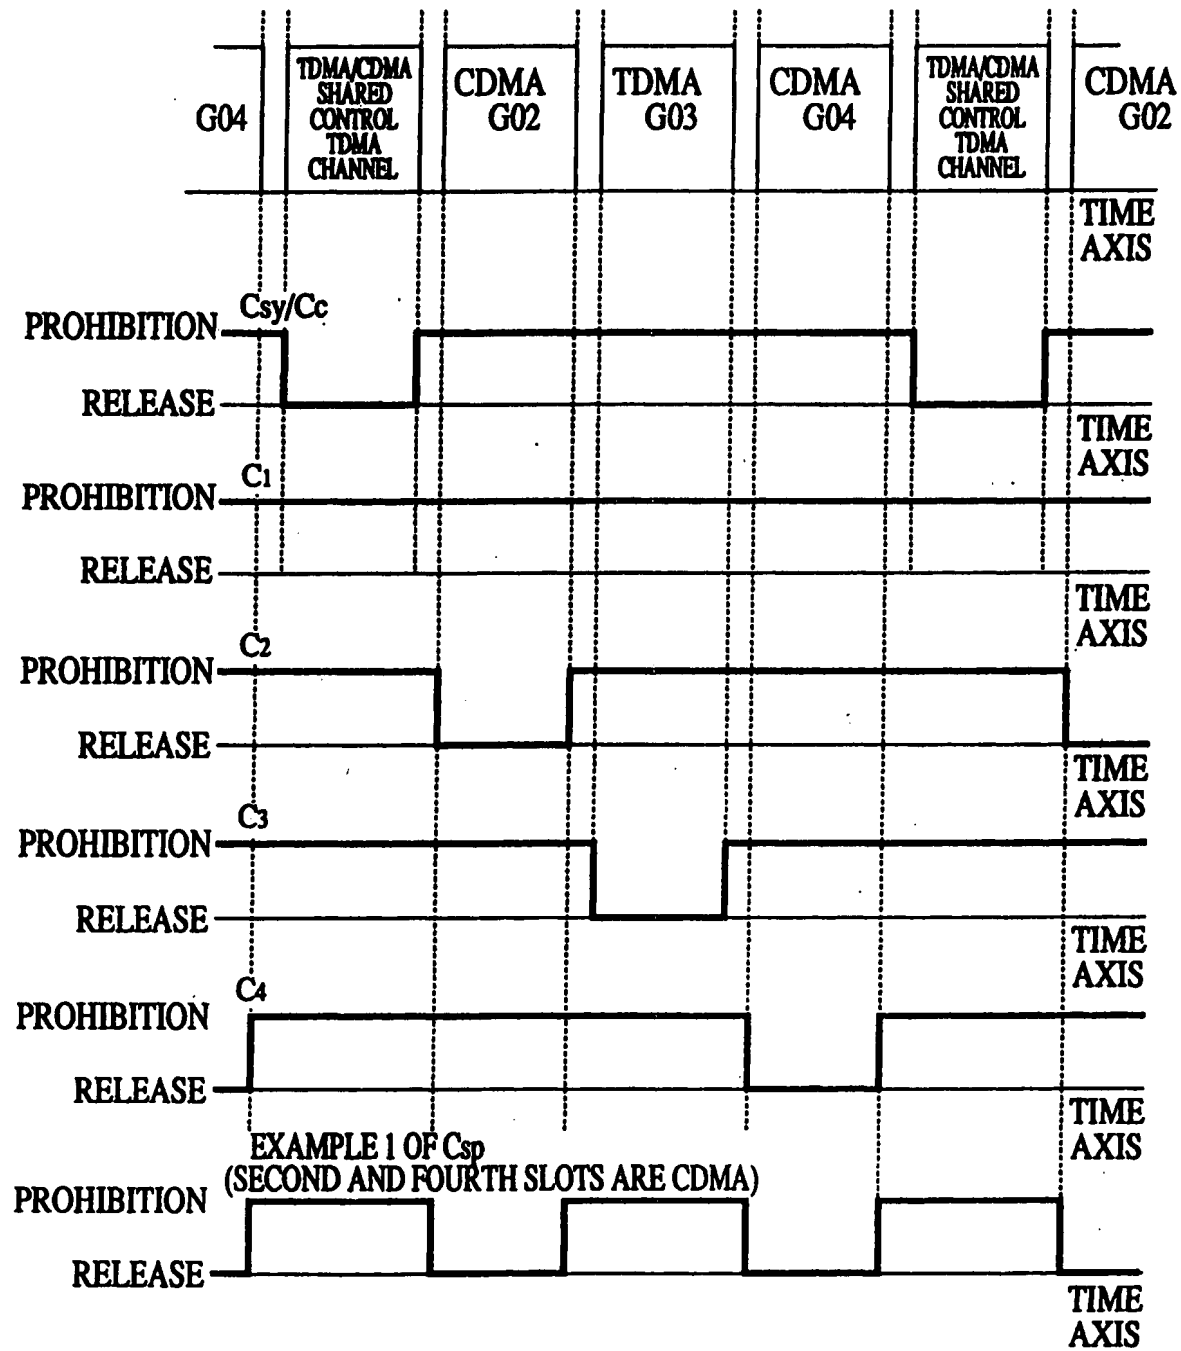 G04
TDMA/CDMA
SHARED
CONTROL
TDMA
CHANNEL
CDMA
G02
TDMA
G03
CDMA
G04
TDMA/CDMA
SHARED
CONTROL
TDMA
CHANNEL
CDMA
G02
TIME
AXIS
Csy/Cc
PROHIBITION
RELEASE
TIME
AXIS
C1
PROHIBITION
RELEASE
TIME
AXIS
C2
PROHIBITION
RELEASE
TIME
AXIS
C3
PROHIBITION
RELEASE
TIME
AXIS
C4
PROHIBITION
RELEASE
TIME
AXIS
EXAMPLE 1 OF Csp
(SECOND AND FOURTH SLOTS ARE CDMA)
PROHIBITION
RELEASE
TIME
AXIS